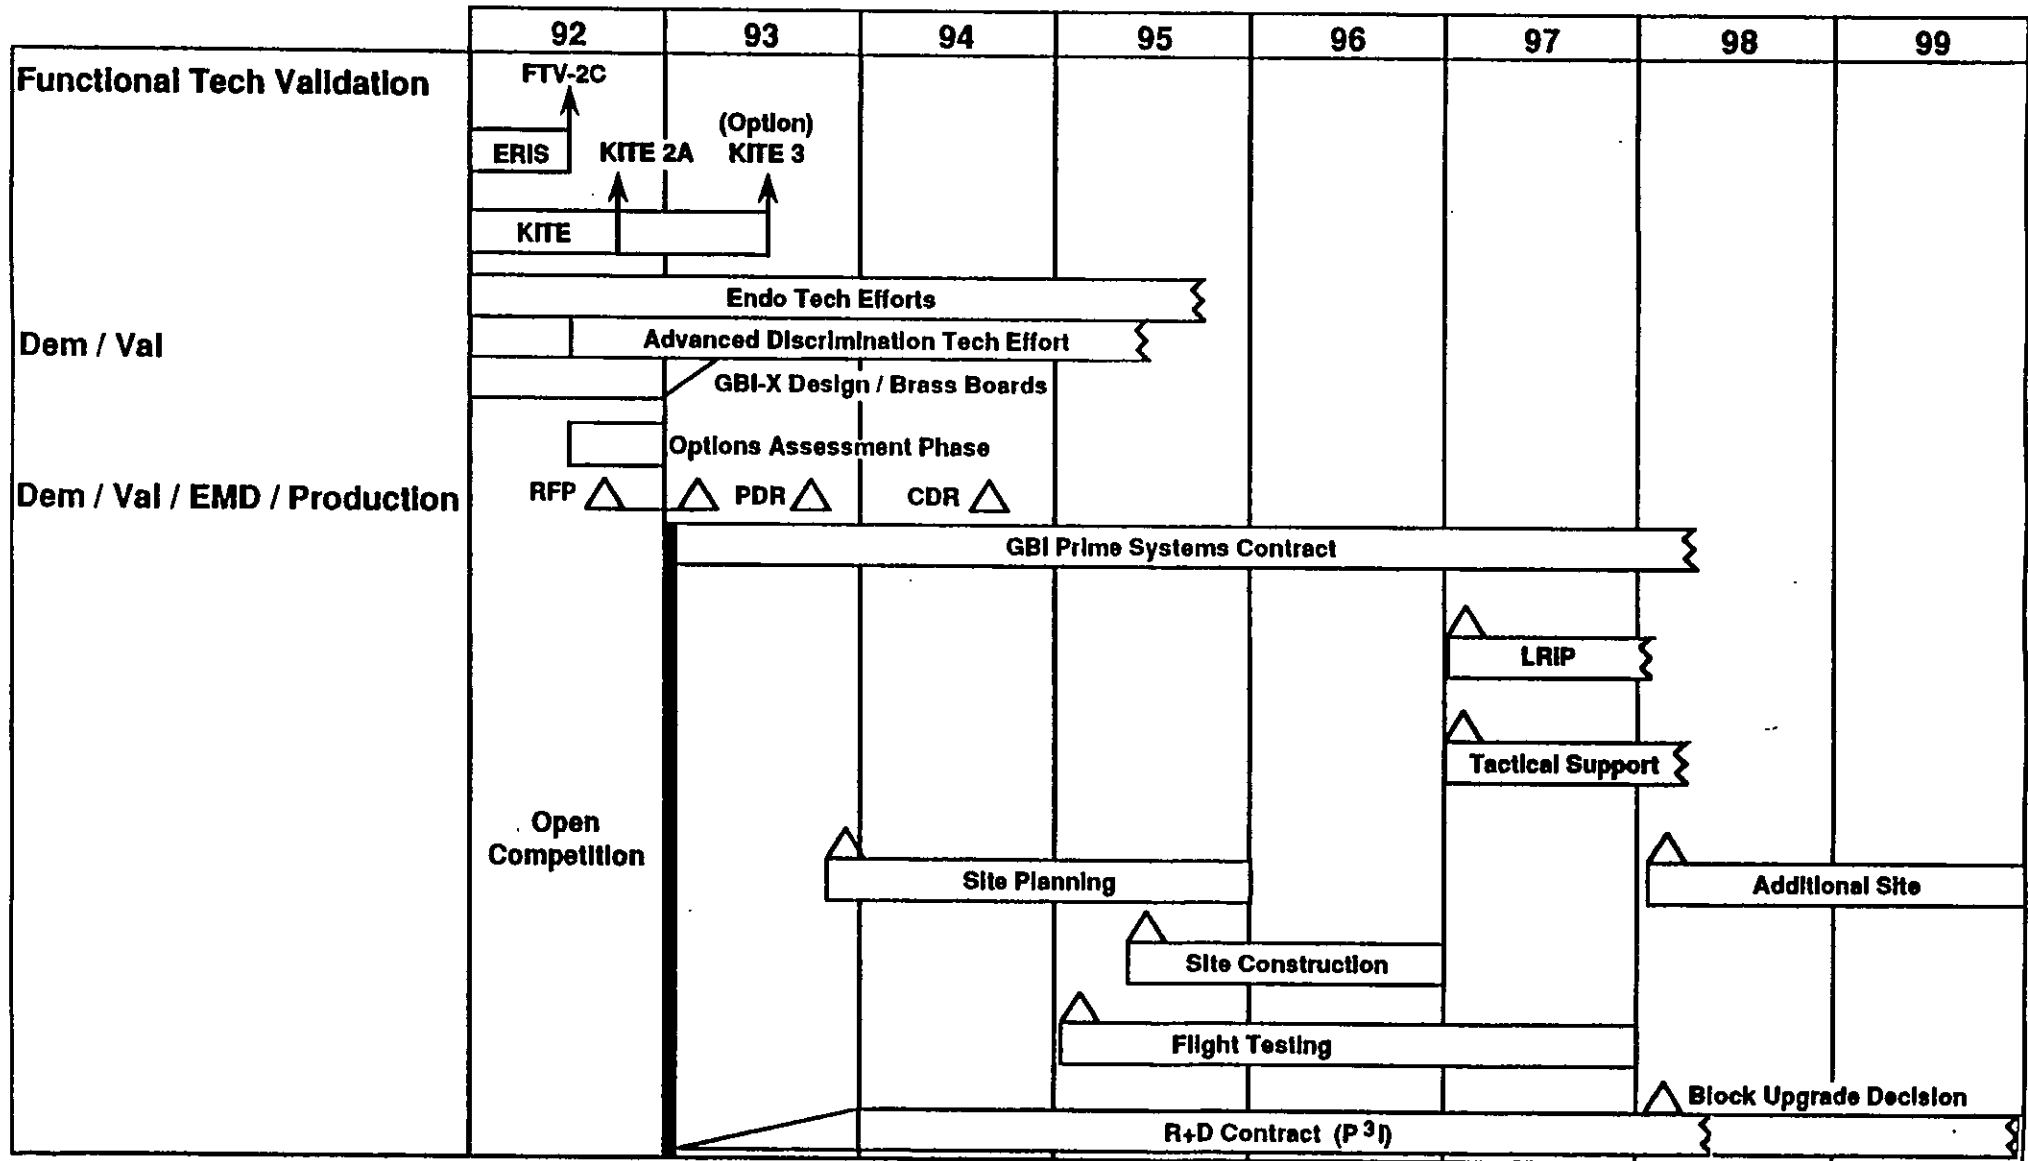 92 93 94 95 96 97 98 99
Functional Tech Validation
FTV-2C
(Option)
ERIS
KITE 2A
KITE 3
KITE
Endo Tech Efforts
Dem / Val
Advanced Discrimination Tech Effort
GBI-X Design / Brass Boards
Options Assessment Phase
Dem / Val / EMD / Production
RFP
PDR
CDR
GBI Prime Systems Contract
LRIP
Tactical Support
Open
Competition
Site Planning
Additional Site
Site Construction
Flight Testing
Block Upgrade Decision
R+D Contract (P³I)